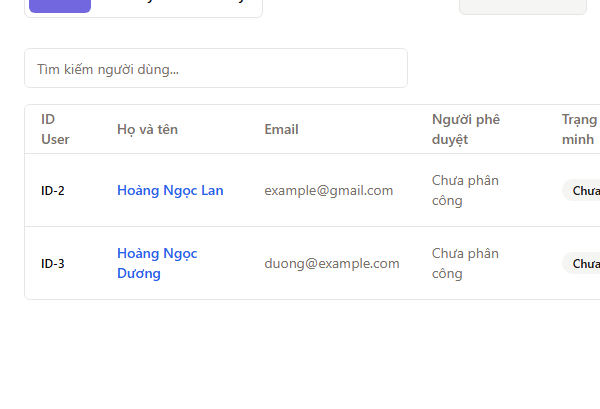 Tìm kiếm người dùng...
ID User
Họ và tên
Email
Người phê duyệt
Trạng
minh
ID-2
Hoàng Ngọc Lan
example@gmail.com
Chưa phân công
Chưa
ID-3
Hoàng Ngọc Dương
duong@example.com
Chưa phân công
Chưa